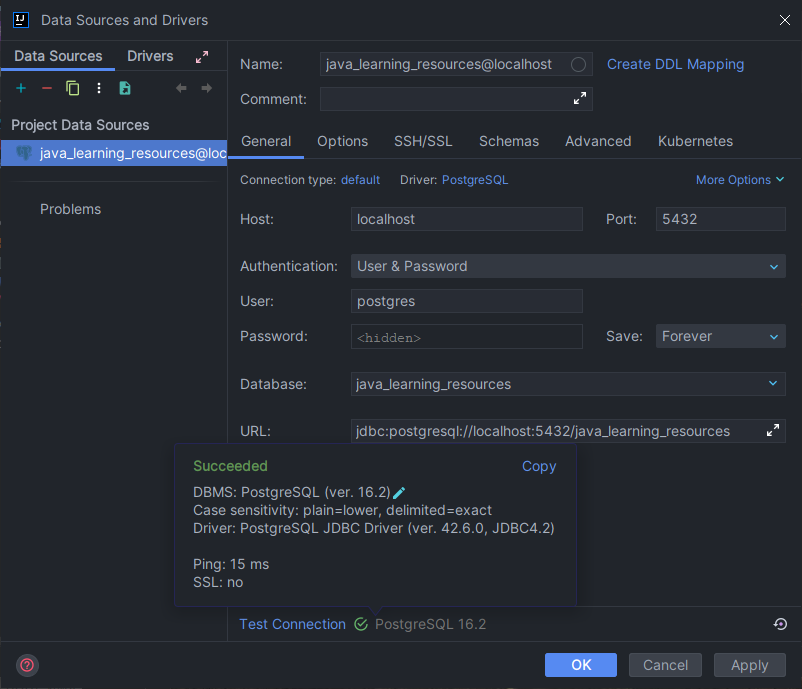 IJ Data Sources and Drivers
Data Sources Drivers
Project Data Sources
java_learning_resources@loc
Problems
Name: java_learning_resources@localhost Create DDL Mapping
Comment:
General Options SSH/SSL Schemas Advanced Kubernetes
Connection type: default Driver: PostgreSQL More Options
Host: localhost Port: 5432
Authentication: User & Password
User: postgres
Password: <hidden> Save: Forever
Database: java_learning_resources
URL: jdbc:postgresql://localhost:5432/java_learning_resources
Succeeded Copy
DBMS: PostgreSQL (ver. 16.2)
Case sensitivity: plain=lower, delimited=exact
Driver: PostgreSQL JDBC Driver (ver. 42.6.0, JDBC4.2)
Ping: 15 ms
SSL: no
Test Connection PostgreSQL 16.2
? OK Cancel Apply